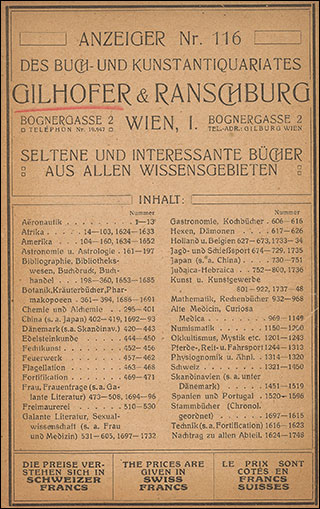 ANZEIGER Nr. 116
DES BUCH- UND KUNSTANTIQUARIATES
GILHOFER & RANSCHBURG
BOGNERGASSE 2
TELEPHON Nr.
WIEN, I.
BOGNERGASSE 2
TEL.-ADR.: GILBURG WIEN
SELTENE UND INTERESSANTE BÜCHER
AUS ALLEN WISSENSGEBIETEN
INHALT:
Nummer
Aëronautik . . . . . . . . 1—13
Afrika . . . . 14—103, 1624—1633
Amerika . . . 104—160, 1634—1652
Astronomie u. Astrologie . 161—197
Bibliographie, Bibliotheks-
wesen, Buchdruck, Buch-
handel . . . 198—360, 1653—1685
Botanik, Kräuterbücher, Phar-
makopoeen . 361—394, 1686—1691
Chemie und Alchemie . . . 395—401
China (s. a. Japan) 402—419, 1692—93
Dänemark (s. a. Skandinav.) . 420—443
Edelsteinkunde . . . . 444—450
Fechtkunst . . . . . . 452—456
Feuerwerk . . . . . . 457—462
Flagellation . . . . . . 463—468
Fortifikation . . . . . 469—471
Frau, Frauentrage (s. a. Ga-
lante Literatur) 473—508, 1694—96
Freimaurerei . . . . . 510—530
Galante Literatur, Sexual-
wissenschaft (s. a. Frau
und Medizin) 531—605, 1697—1732
Nummer
Gastronomie, Kochbücher . 606—616
Hexen, Dämonen . . . . 617—626
Holland u. Belgien 627—673, 1733—34
Jagd- und Schießsport 674—729, 1735
Japan (s. a. China) . . . 730—751
Judaica-Hebraica . . 752—800, 1736
Kunst u. Kunstgewerbe
801—922, 1737—48
Mathematik, Rechenbücher 932—968
Alte Medicin, Curiosa
Medica . . . . . . 969—1149
Numismatik . . . . . 1150—1200
Okkultismus, Mystik etc. 1201—1243
Pferde-, Reit- u. Fahrsport 1244—1313
Physiognomik u. Ähnl. . 1314—1320
Schweiz . . . . . . 1321—1450
Skandinavien (s. a. unter
Dänemark) . . . . 1451—1519
Spanien und Portugal . 1520—1596
Stammbücher (Chronol.
geordnet) . . . . . 1597—1615
Technik (s. a. Fortifikation) 1616—1623
Nachtrag zu allen Abteil. 1624—1748
DIE PREISE VER-
STEHEN SICH IN
SCHWEIZER
FRANCS
THE PRICES ARE
GIVEN IN
SWISS
FRANCS
LE PRIX SONT
COTÉS EN
FRANCS
SUISSES